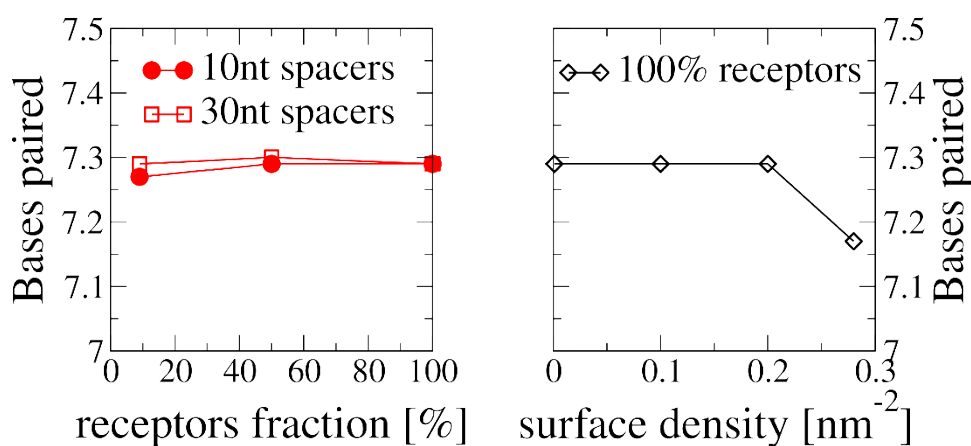 7.5
7.4
7.3
7.2
7.1
7
Bases paired
10nt spacers
30nt spacers
0 20 40 60 80 100
receptors fraction [%]
100% receptors
0 0.1 0.2 0.3
surface density [nm⁻²]
7.5
7.4
7.3
7.2
7.1
7
Bases paired